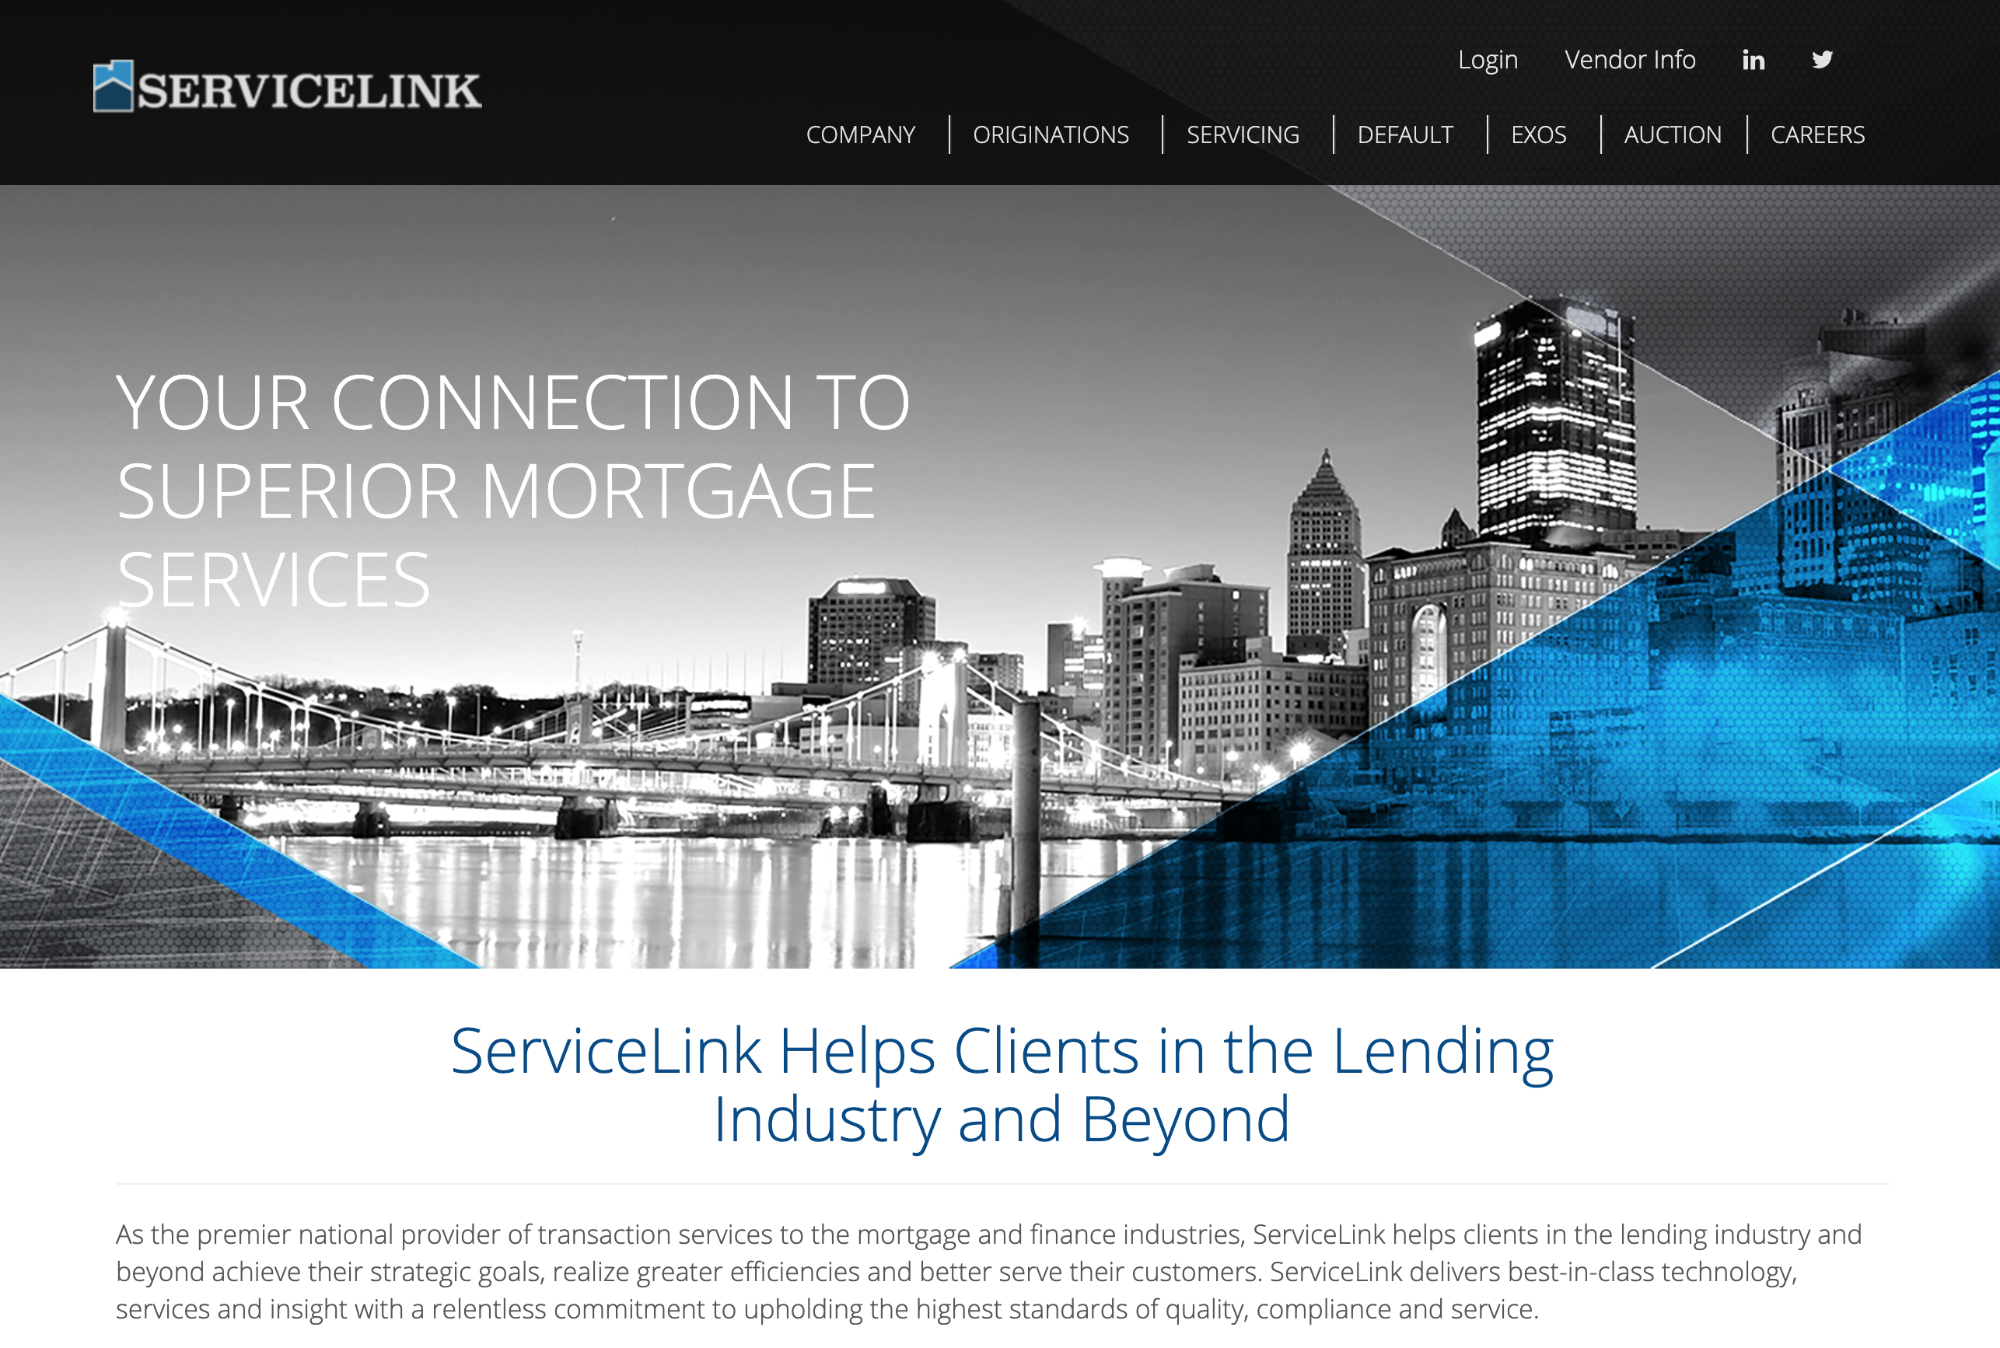 SERVICELINK
Login Vendor Info
COMPANY ORIGINATIONS SERVICING DEFAULT EXOS AUCTION CAREERS
YOUR CONNECTION TO
SUPERIOR MORTGAGE
SERVICES
ServiceLink Helps Clients in the Lending
Industry and Beyond
As the premier national provider of transaction services to the mortgage and finance industries, ServiceLink helps clients in the lending industry and
beyond achieve their strategic goals, realize greater efficiencies and better serve their customers. ServiceLink delivers best-in-class technology,
services and insight with a relentless commitment to upholding the highest standards of quality, compliance and service.